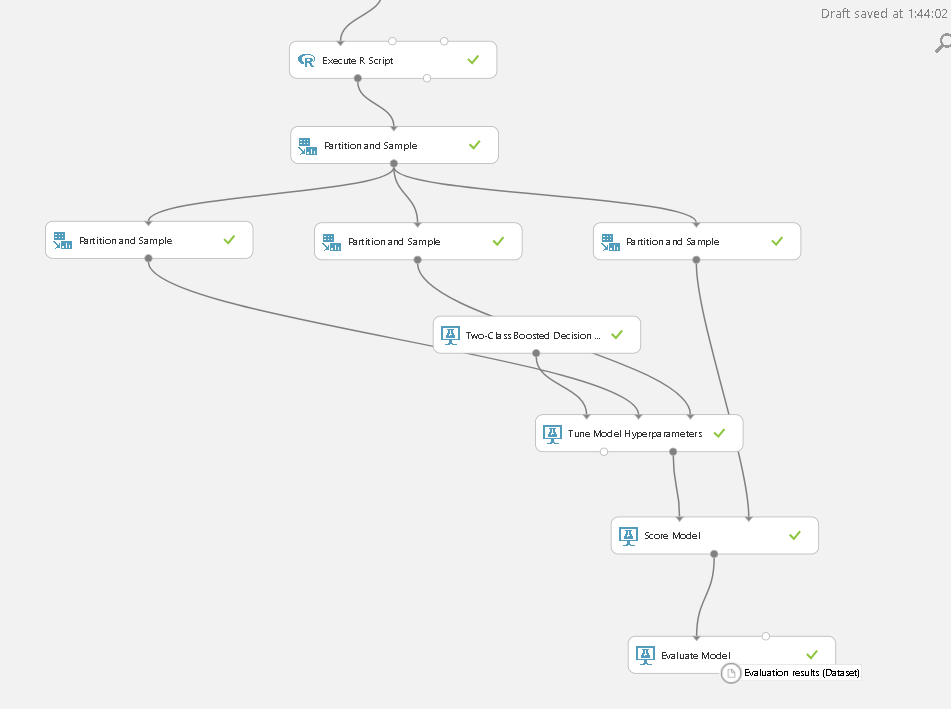 Draft saved at 1:44:02
Execute R Script
Partition and Sample
Partition and Sample
Partition and Sample
Partition and Sample
Two-Class Boosted Decision ...
Tune Model Hyperparameters
Score Model
Evaluate Model
Evaluation results (Dataset)